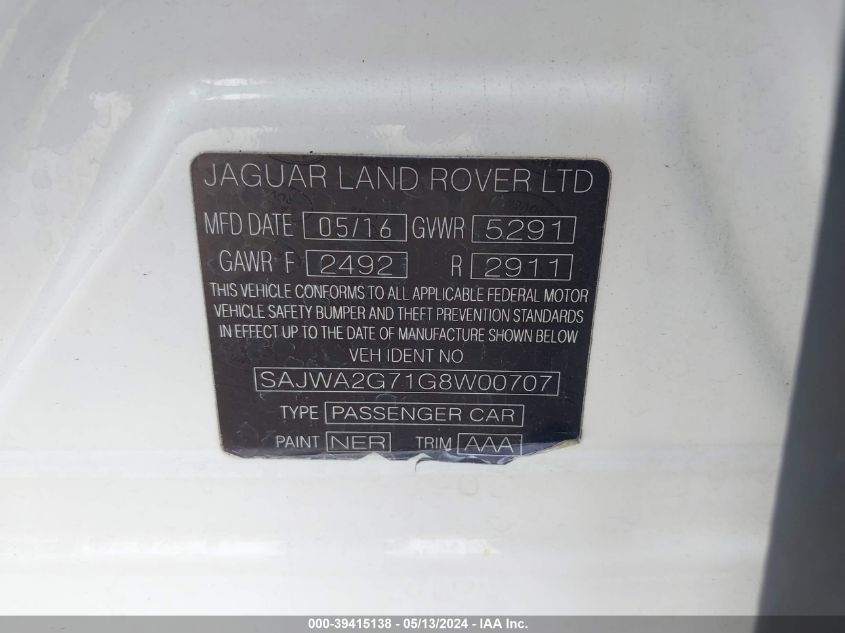 JAGUAR LAND ROVER LTD
MFD DATE 05/16 GVWR 5291
GAWR F 2492 R 2911
THIS VEHICLE CONFORMS TO ALL APPLICABLE FEDERAL MOTOR
VEHICLE SAFETY BUMPER AND THEFT PREVENTION STANDARDS
IN EFFECT UP TO THE DATE OF MANUFACTURE SHOWN BELOW
VEH IDENT NO
SAJWA2G71G8W00707
TYPE PASSENGER CAR
PAINT NER TRIM AAA
000-39415138 - 05/13/2024 - IAA Inc.